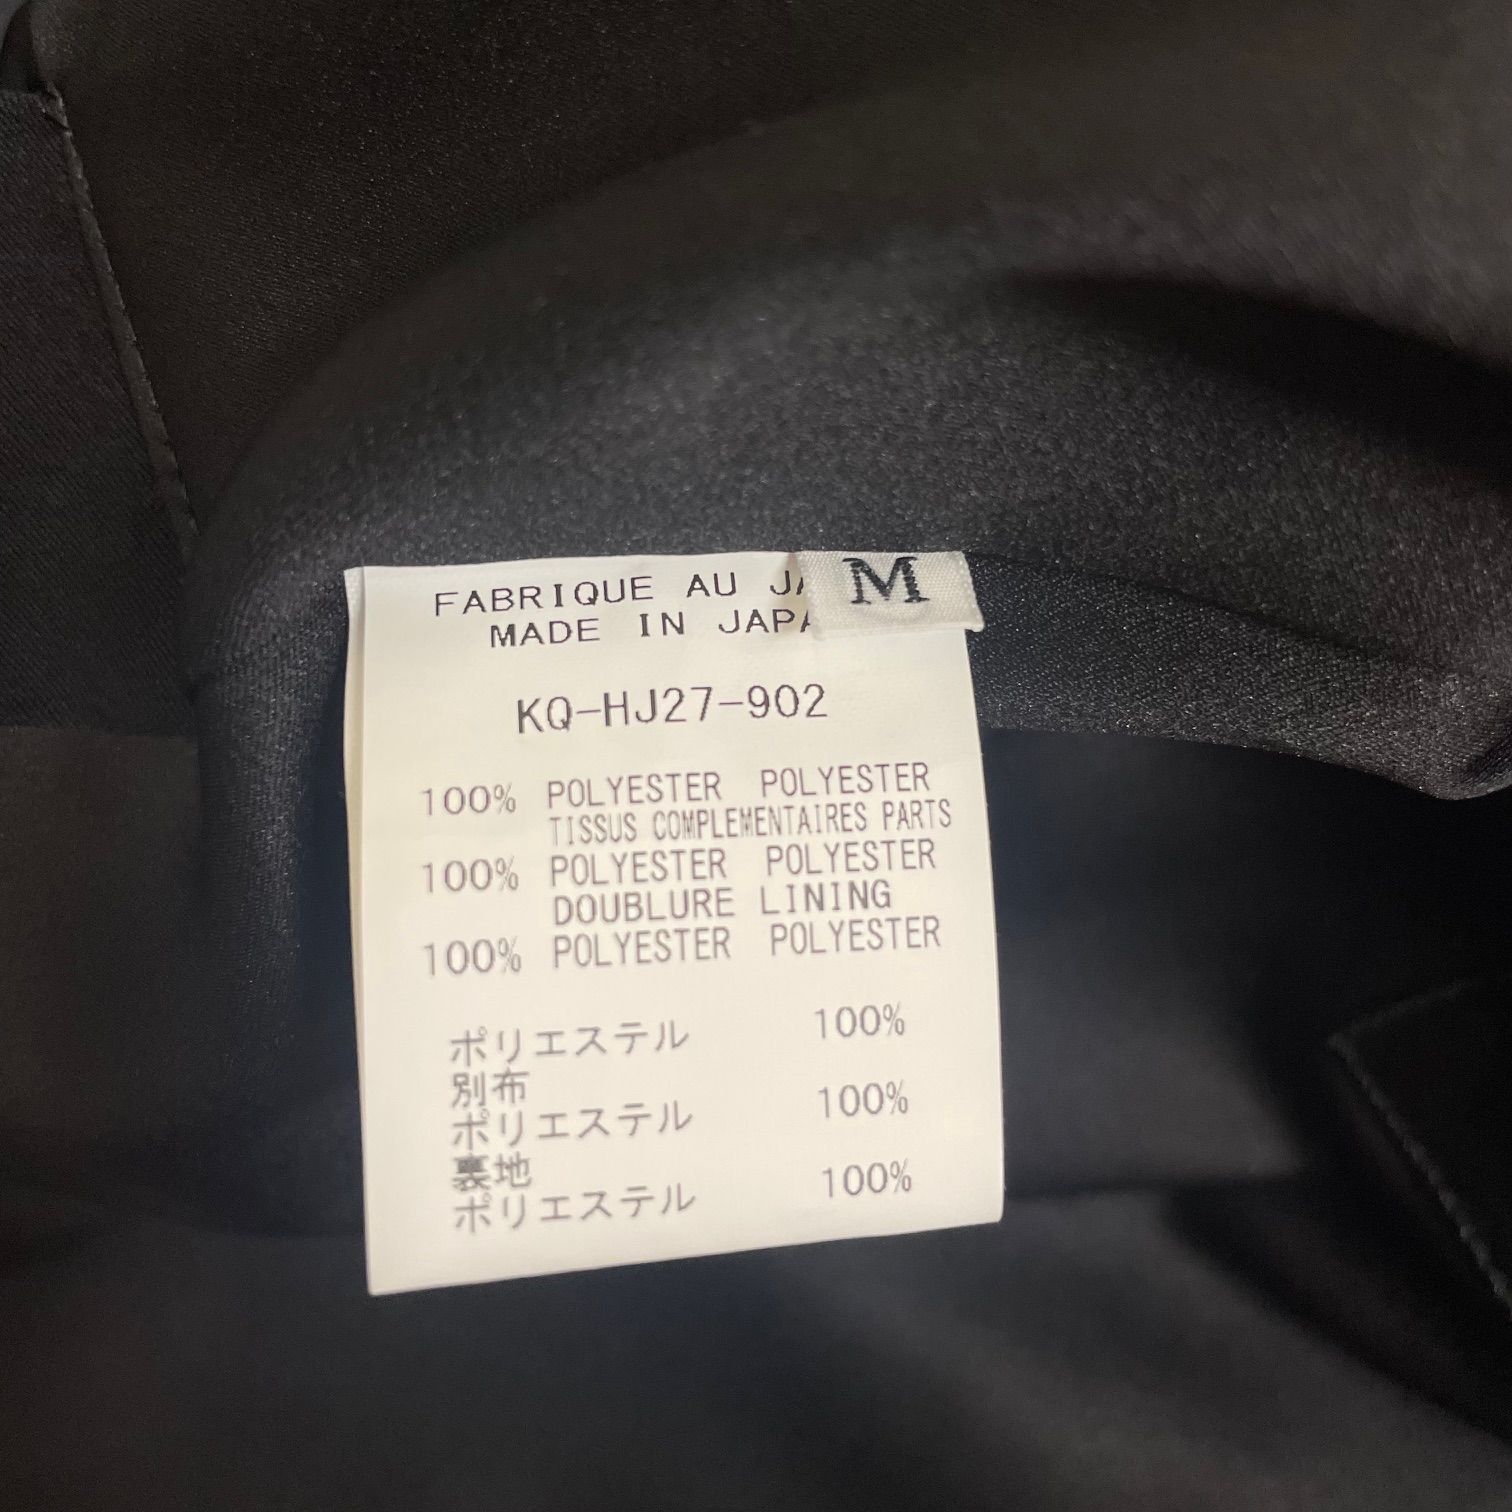 FABRIQUE AU JA
M
MADE IN JAPA
KQ-HJ27-902
100% POLYESTER POLYESTER
TISSUS COMPLEMENTAIRES PARTS
100% POLYESTER POLYESTER
DOUBLURE LINING
100% POLYESTER POLYESTER
ポリエステル 100%
別布
ポリエステル 100%
裏地
ポリエステル 100%